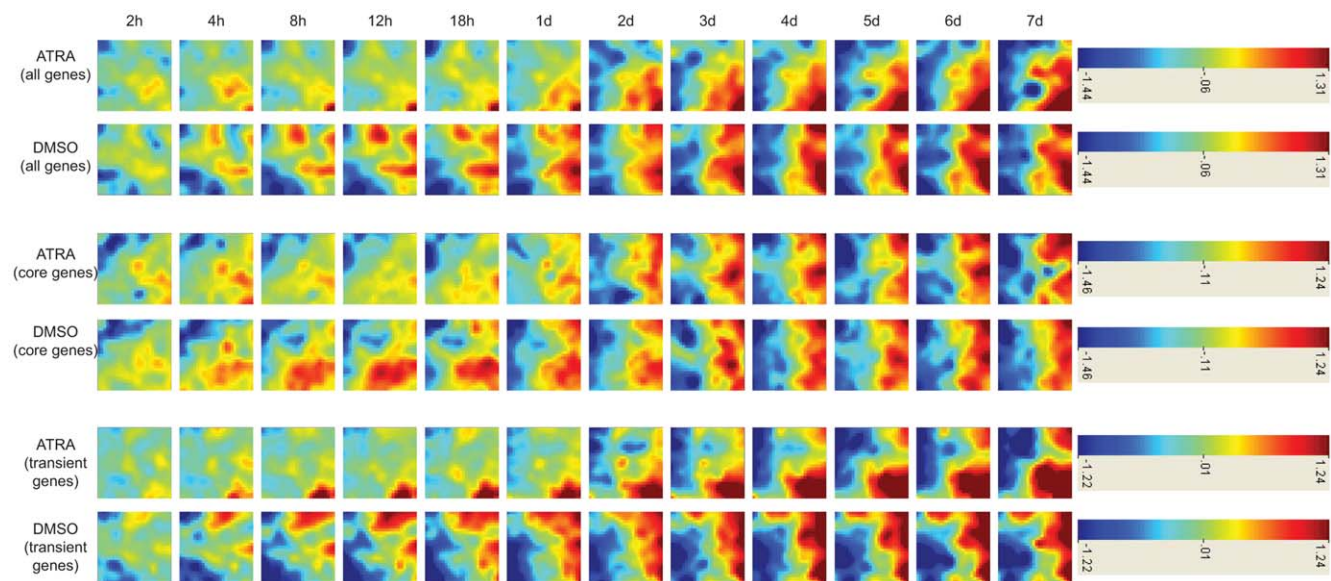 2h 4h 8h 12h 18h 1d 2d 3d 4d 5d 6d 7d
ATRA
(all genes)
-1.44 -.06 1.31
DMSO
(all genes)
-1.44 -.06 1.31
ATRA
(core genes)
-1.46 -.11 1.24
DMSO
(core genes)
-1.46 -.11 1.24
ATRA
(transient
genes)
-1.22 .01 1.24
DMSO
(transient
genes)
-1.22 .01 1.24